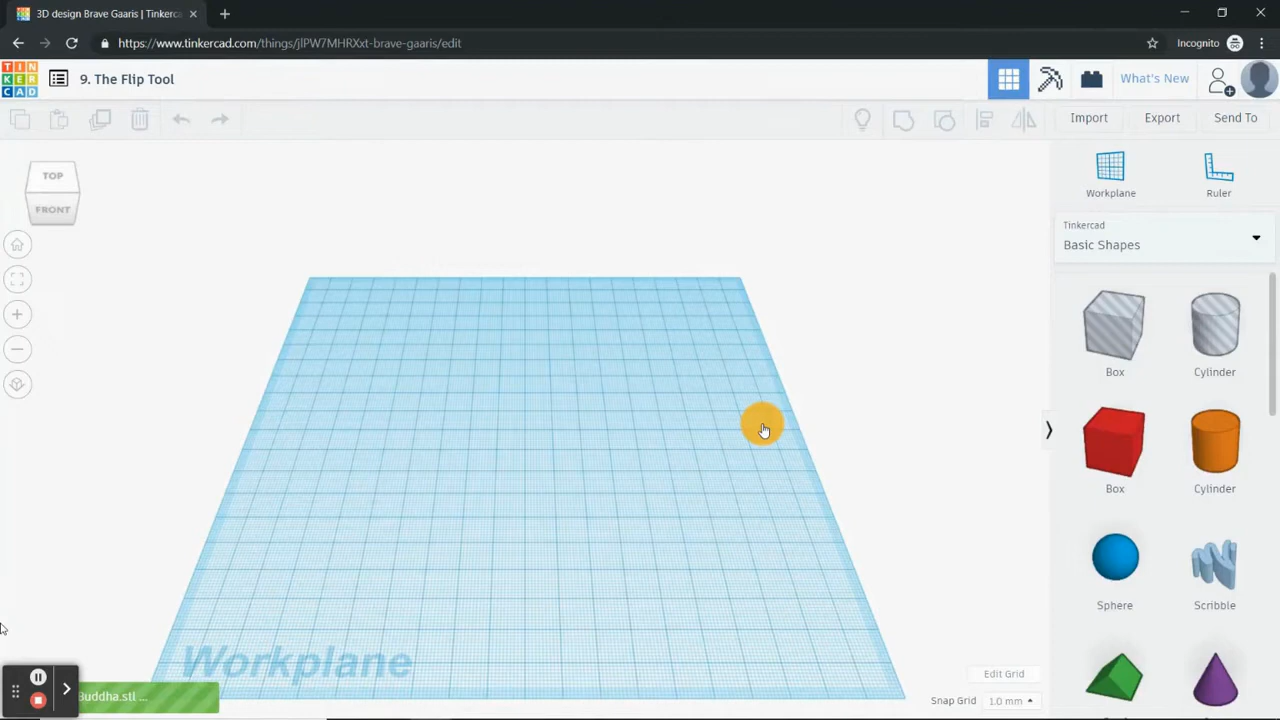 3D design Brave Gaaris | Tinkerca
https://www.tinkercad.com/things/jlPW7MHRXxt-brave-gaaris/edit
Incognito
TIN
KER
CAD
9. The Flip Tool
What's New
Import
Export
Send To
TOP
FRONT
Workplane
Ruler
Tinkercad
Basic Shapes
Box
Cylinder
Box
Cylinder
Sphere
Scribble
Workplane
Edit Grid
Snap Grid
1.0 mm
Buddha.stl ...